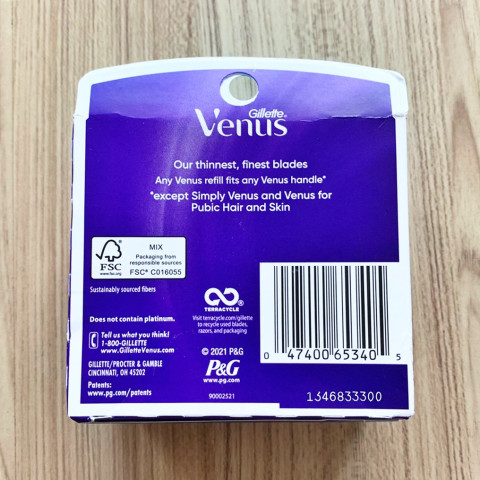 Gillette
Venus
Our thinnest, finest blades
Any Venus refill fits any Venus handle*
*except Simply Venus and Venus for
Pubic Hair and Skin
FSC
www.fsc.org
MIX
Packaging from
responsible sources
FSC® C016055
Sustainably sourced fibers
Does not contain platinum.
Tell us what you think!
1-800-GILLETTE
www.GilletteVenus.com
GILLETTE/PROCTER & GAMBLE
CINCINNATI, OH 45202
Patents:
www.pg.com/patents
TERRACYCLE®
Visit terracycle.com/gillette
to recycle used blades,
razors, and packaging
© 2021 P&G
P&G
www.pg.com
90002521
0 47400 65340 5
1346833300